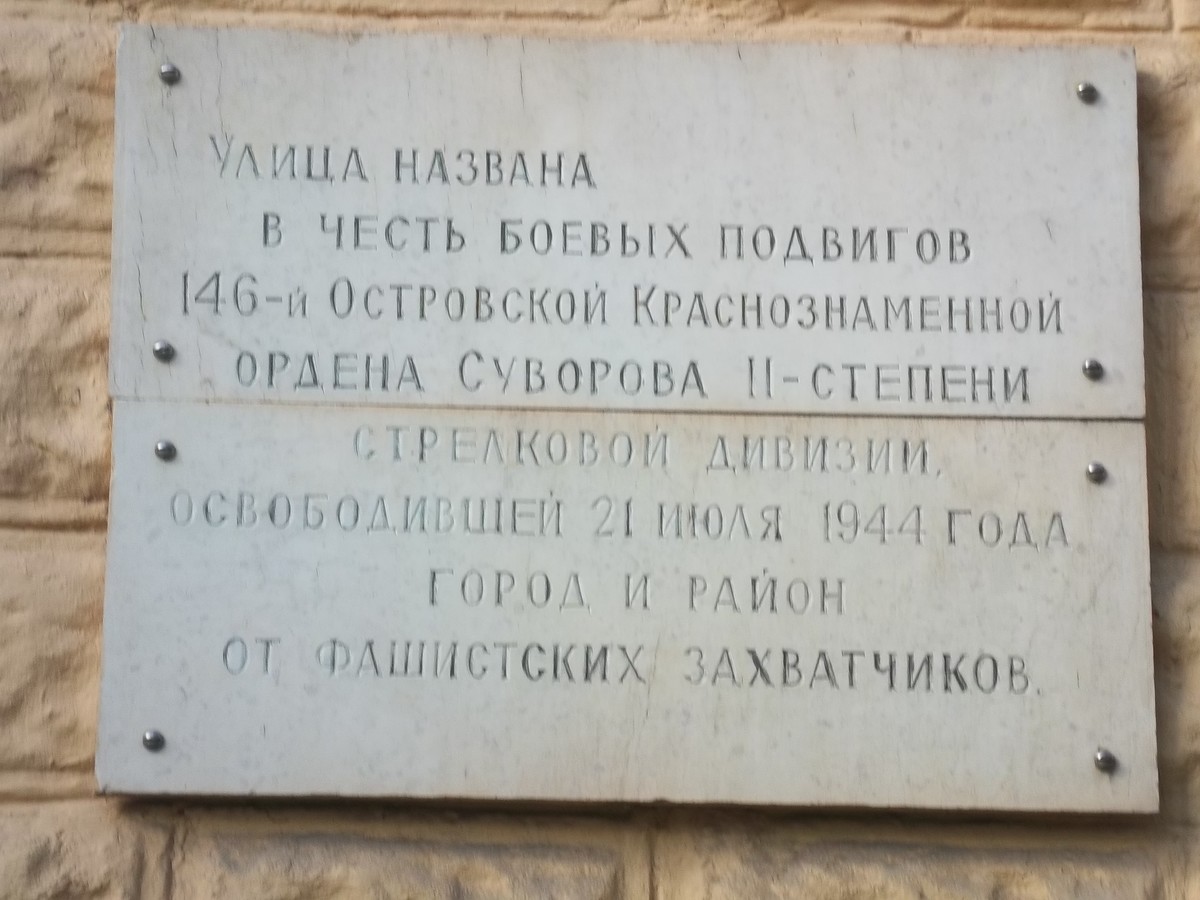 Улица названа
в честь боевых подвигов
146-й Островской Краснознаменной
ордена Суворова II-степени
стрелковой дивизии,
освободившей 21 июля 1944 года
город и район
от фашистских захватчиков.